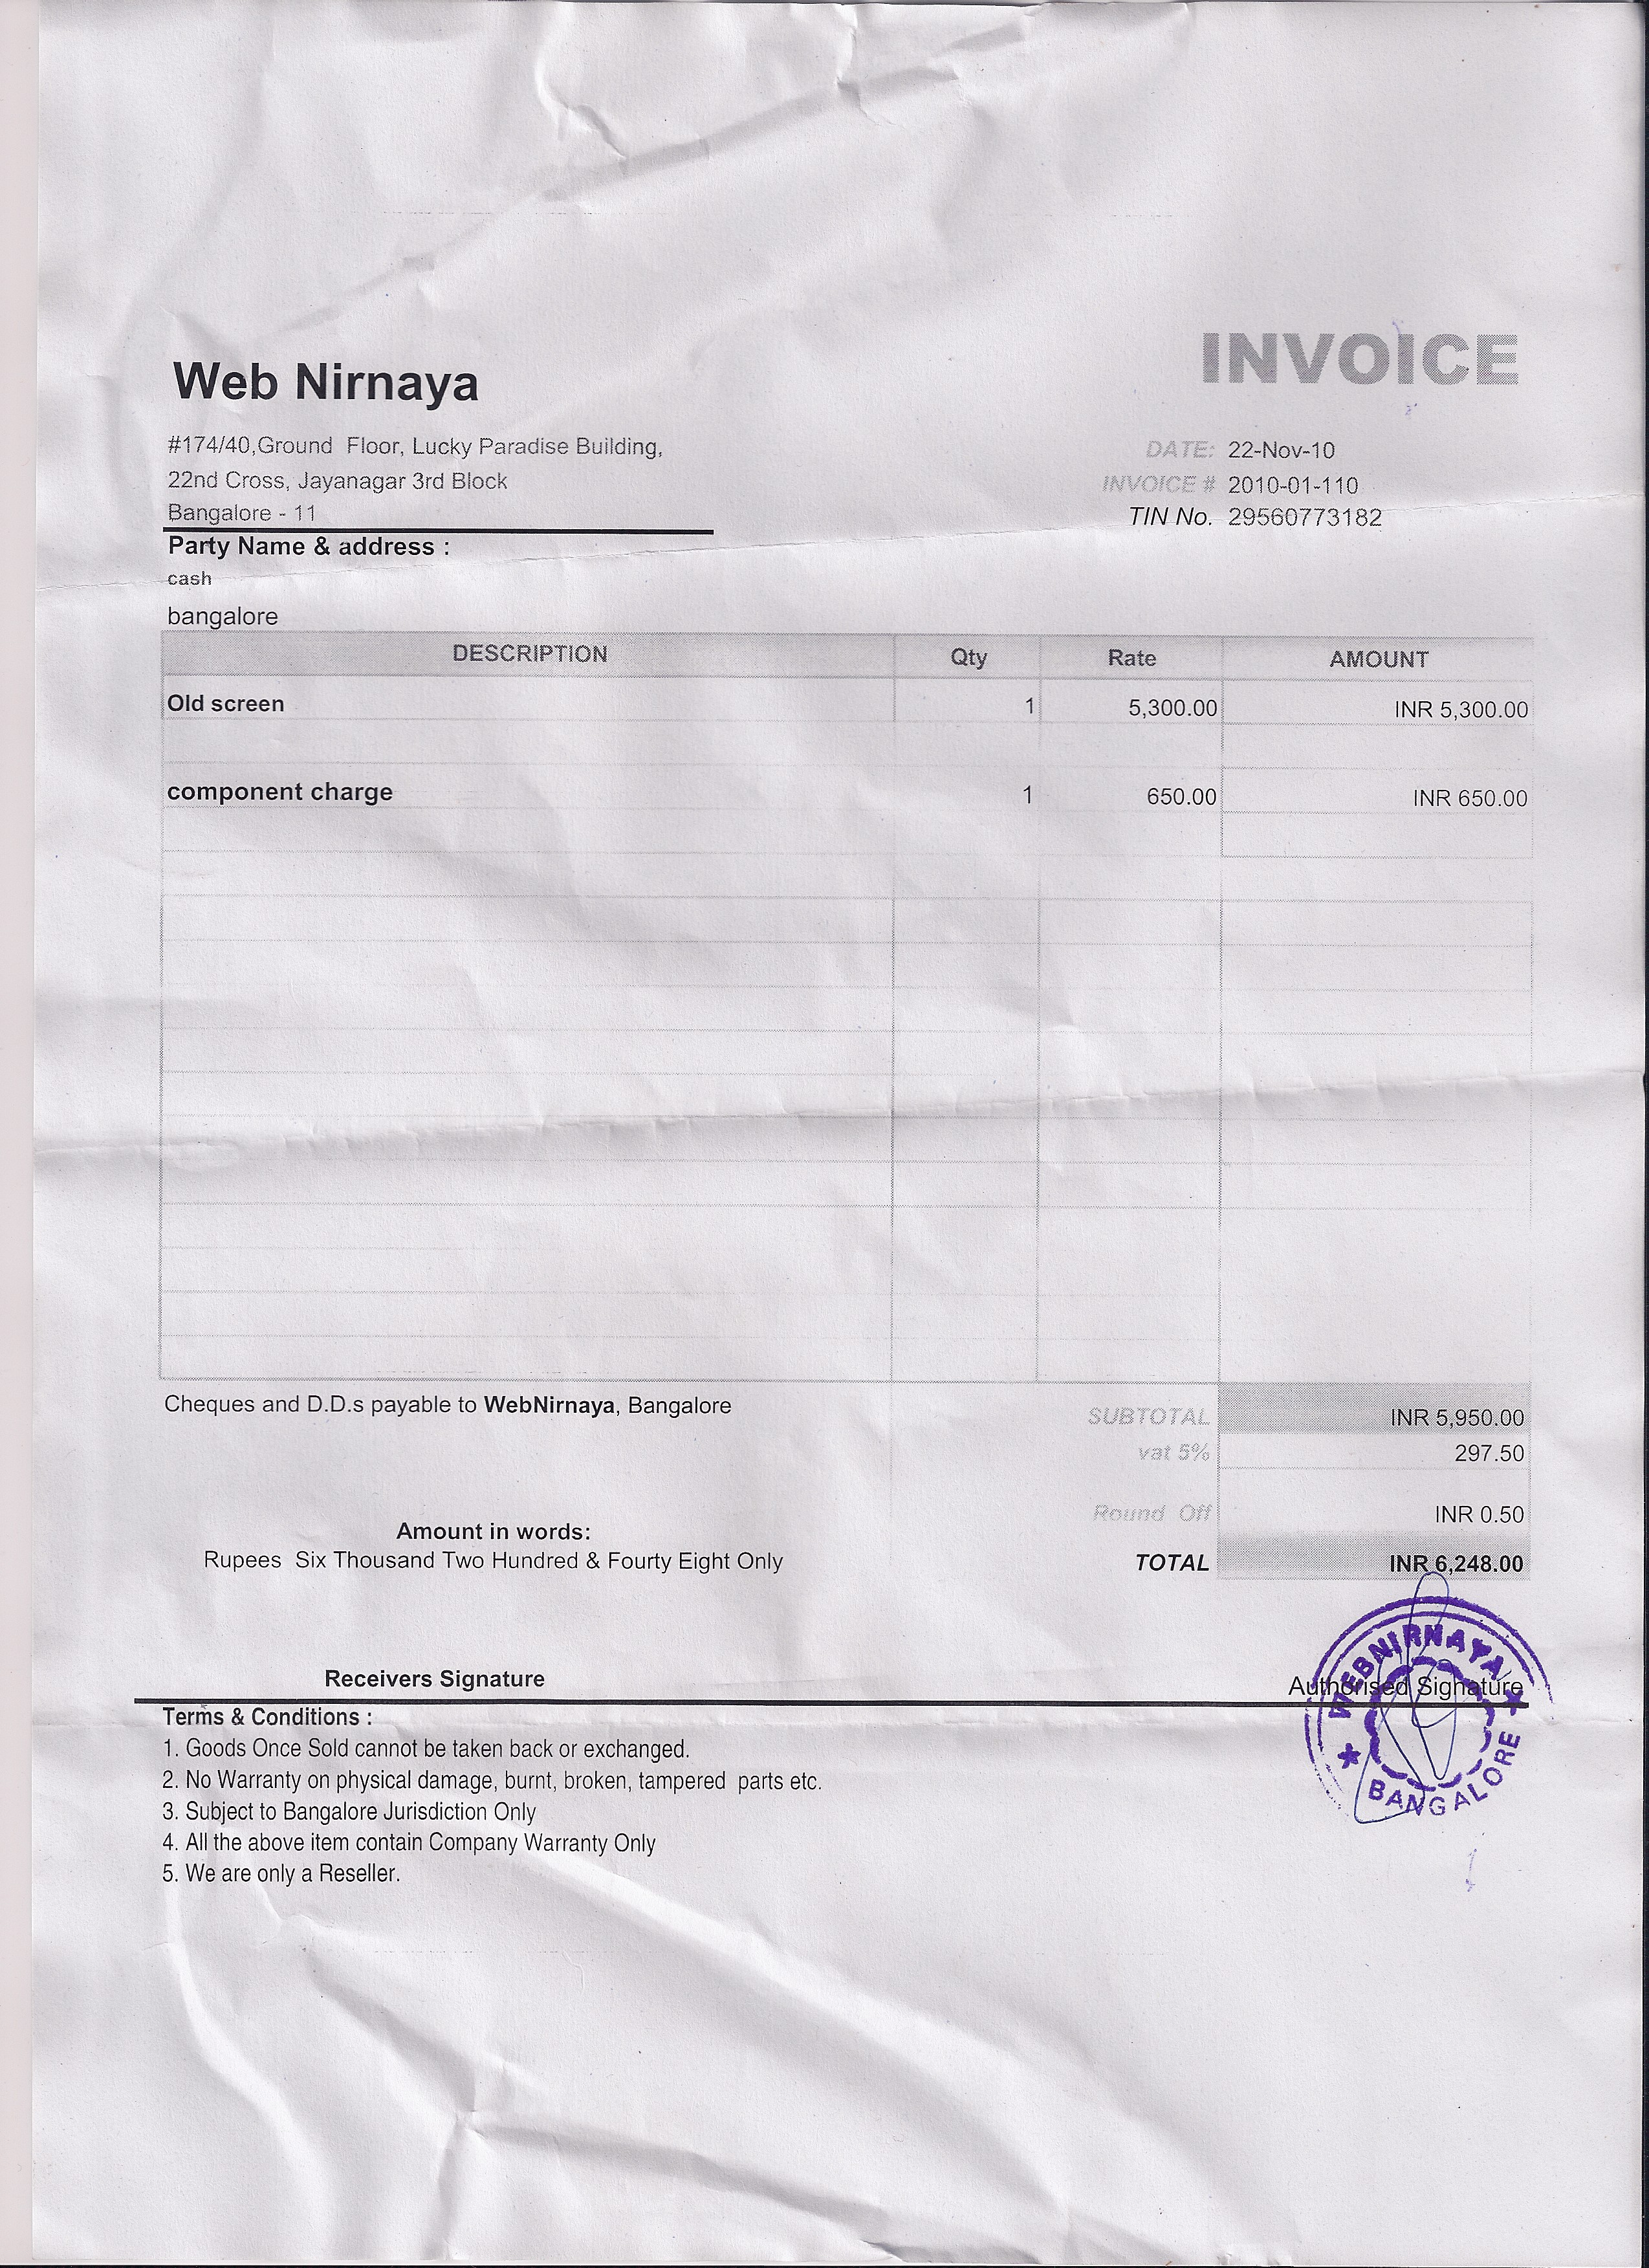 INVOICE
Web Nirnaya
#174/40,Ground Floor, Lucky Paradise Building,
22nd Cross, Jayanagar 3rd Block
Bangalore - 11
DATE: 22-Nov-10
INVOICE # 2010-01-110
TIN No. 29560773182
Party Name & address :
cash
bangalore
DESCRIPTION Qty Rate AMOUNT
Old screen 1 5,300.00 INR 5,300.00
component charge 1 650.00 INR 650.00
Cheques and D.D.s payable to WebNirnaya, Bangalore
SUBTOTAL INR 5,950.00
vat 5% 297.50
Round Off INR 0.50
Amount in words:
Rupees Six Thousand Two Hundred & Fourty Eight Only
TOTAL INR 6,248.00
Receivers Signature
Authorised Signature
WEBNIRNAYA
BANGALORE
Terms & Conditions :
1. Goods Once Sold cannot be taken back or exchanged.
2. No Warranty on physical damage, burnt, broken, tampered parts etc.
3. Subject to Bangalore Jurisdiction Only
4. All the above item contain Company Warranty Only
5. We are only a Reseller.